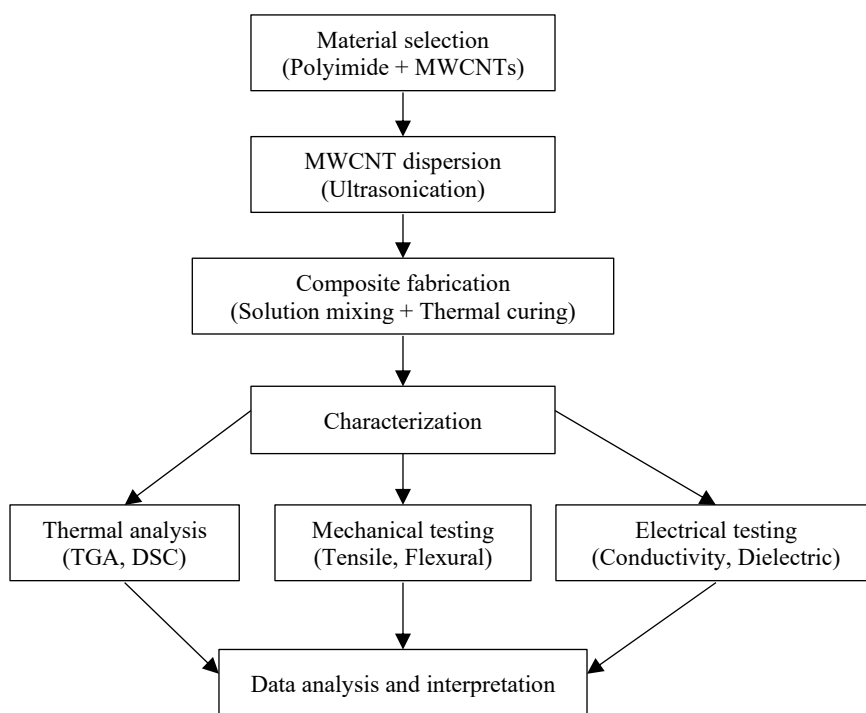 Material selection
(Polyimide + MWCNTs)
MWCNT dispersion
(Ultrasonication)
Composite fabrication
(Solution mixing + Thermal curing)
Characterization
Thermal analysis
(TGA, DSC)
Mechanical testing
(Tensile, Flexural)
Electrical testing
(Conductivity, Dielectric)
Data analysis and interpretation